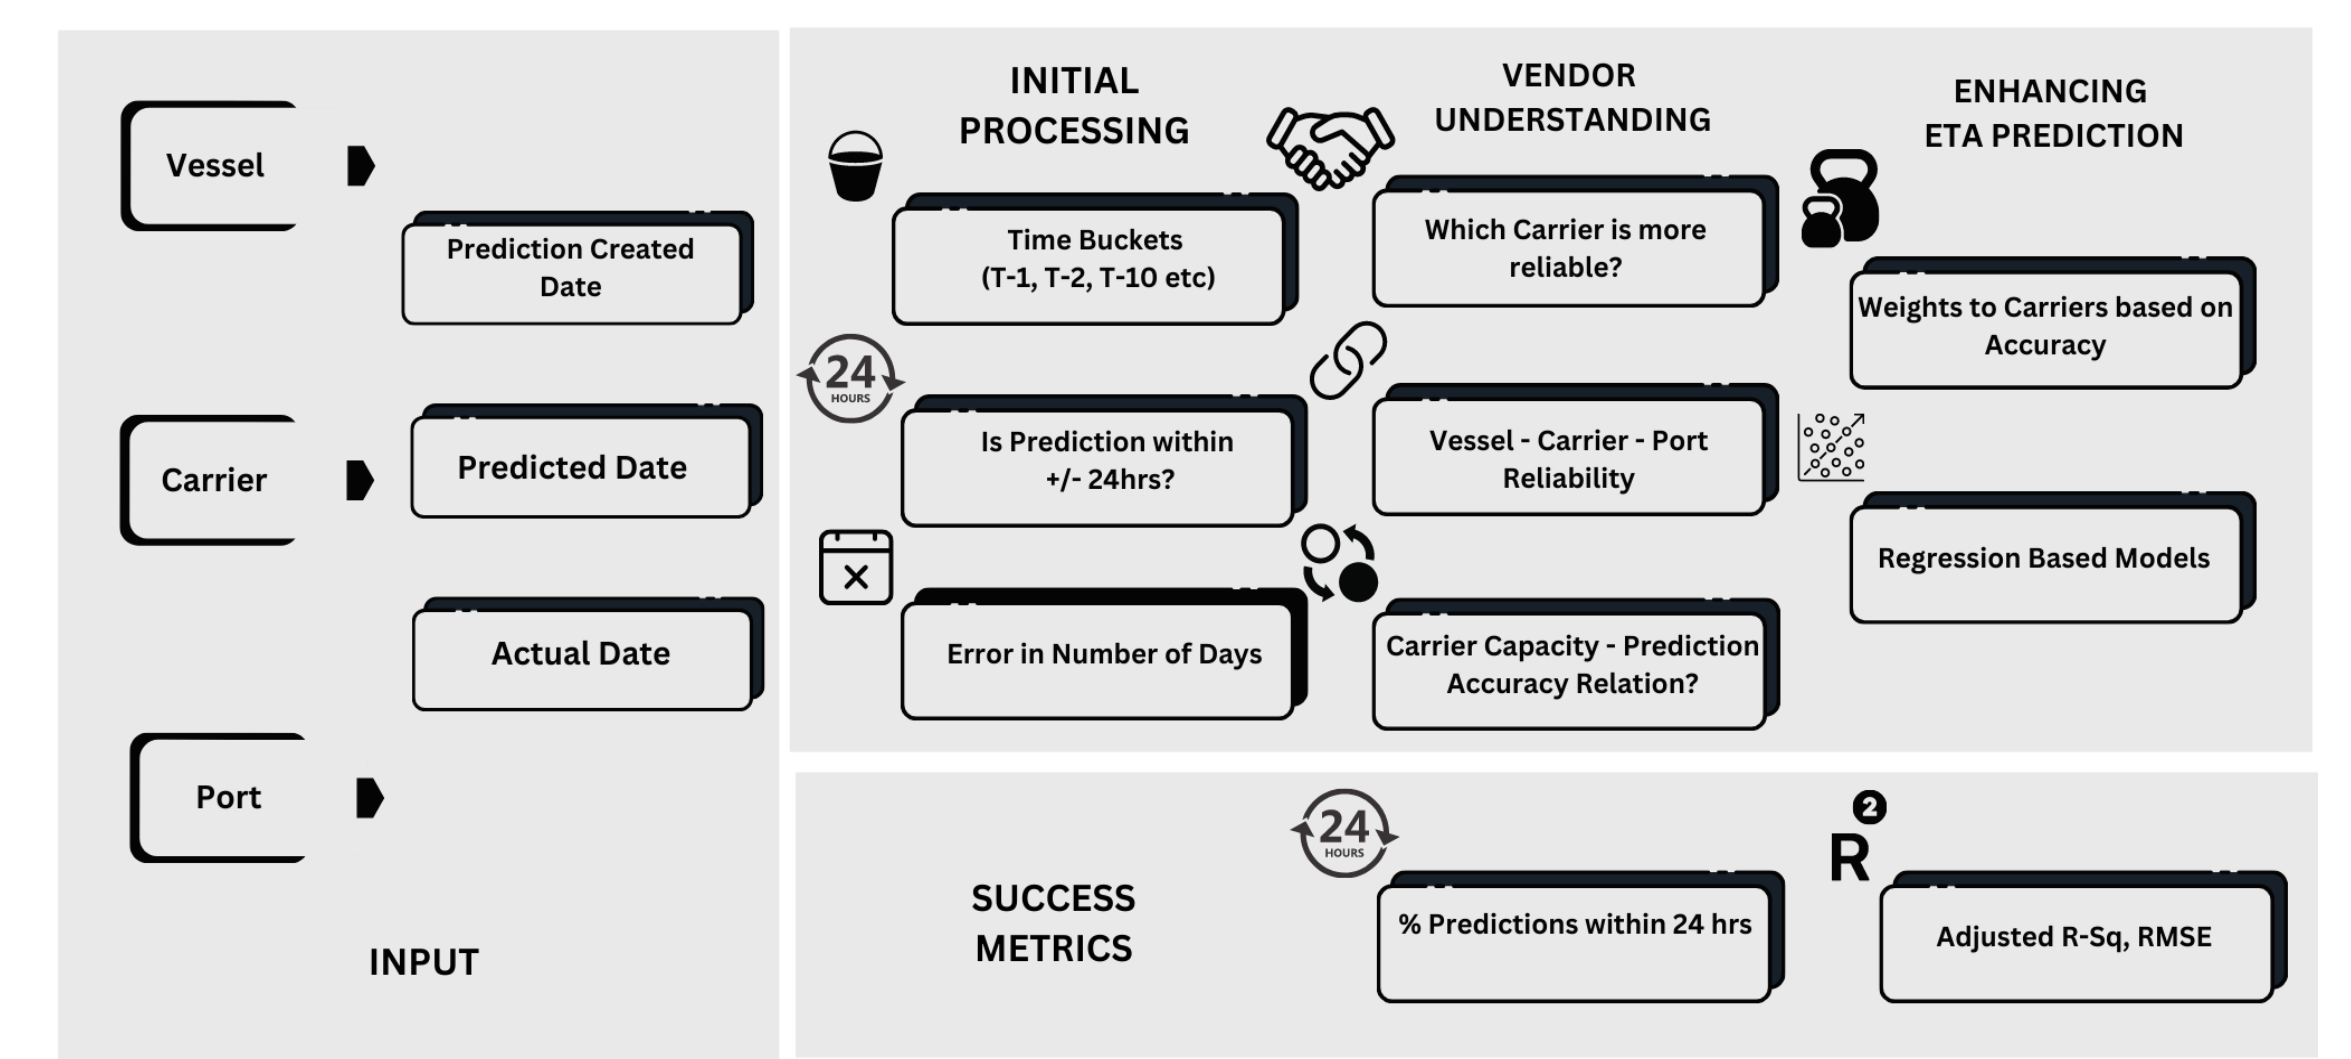 Vessel
Prediction Created
Date
Carrier
Predicted Date
Actual Date
Port
INPUT
INITIAL
PROCESSING
Time Buckets
(T-1, T-2, T-10 etc)
24
HOURS
Is Prediction within
+/- 24hrs?
Error in Number of Days
VENDOR
UNDERSTANDING
Which Carrier is more
reliable?
Vessel - Carrier - Port
Reliability
Carrier Capacity - Prediction
Accuracy Relation?
ENHANCING
ETA PREDICTION
Weights to Carriers based on
Accuracy
Regression Based Models
SUCCESS
METRICS
24
HOURS
% Predictions within 24 hrs
R 2
Adjusted R-Sq, RMSE